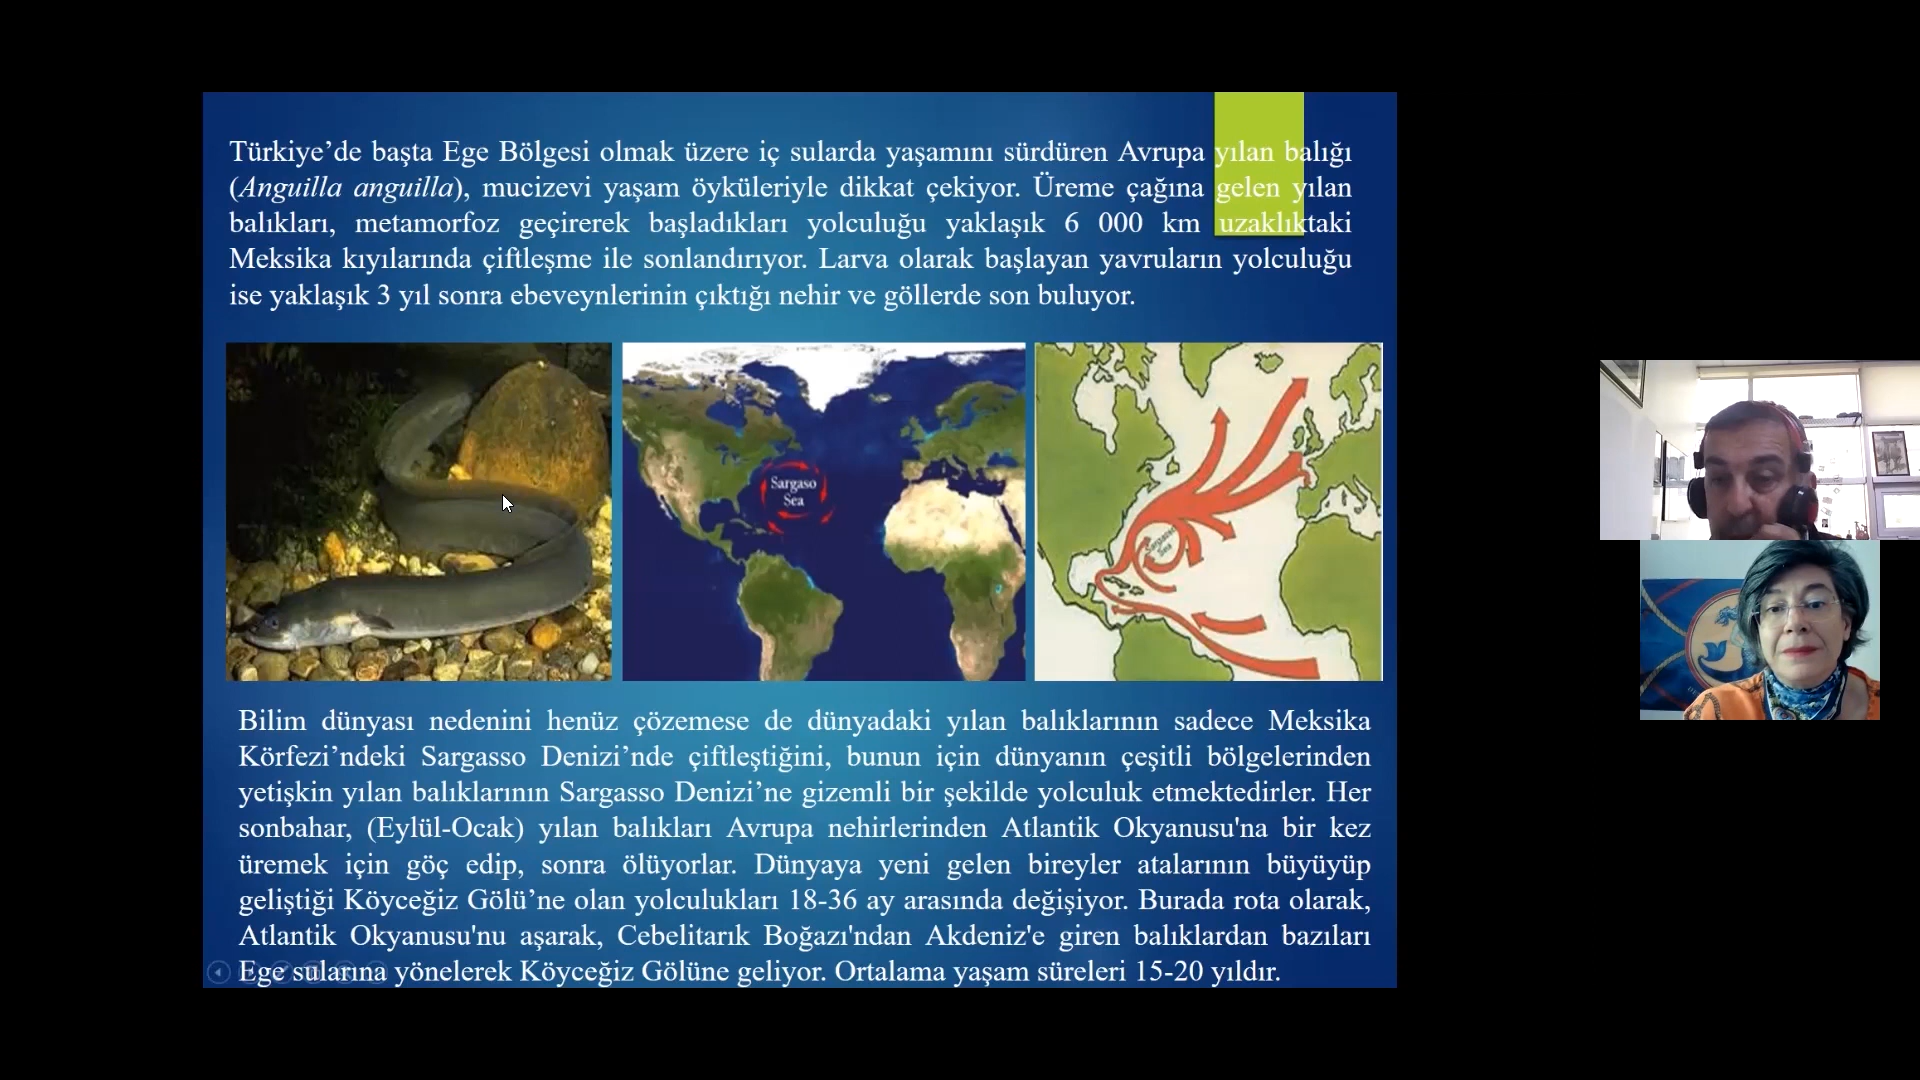 Türkiye’de başta Ege Bölgesi olmak üzere iç sularda yaşamını sürdüren Avrupa yılan balığı
(Anguilla anguilla), mucizevi yaşam öyküleriyle dikkat çekiyor. Üreme çağına gelen yılan
balıkları, metamorfoz geçirerek başladıkları yolculuğu yaklaşık 6 000 km uzaklıktaki
Meksika kıyılarında çiftleşme ile sonlandırıyor. Larva olarak başlayan yavruların yolculuğu
ise yaklaşık 3 yıl sonra ebeveynlerinin çıktığı nehir ve göllerde son buluyor.
Sargaso
Sea
Sargasso
Sea
Bilim dünyası nedenini henüz çözemese de dünyadaki yılan balıklarının sadece Meksika
Körfezi’ndeki Sargasso Denizi’nde çiftleştiğini, bunun için dünyanın çeşitli bölgelerinden
yetişkin yılan balıklarının Sargasso Denizi’ne gizemli bir şekilde yolculuk etmektedirler. Her
sonbahar, (Eylül-Ocak) yılan balıkları Avrupa nehirlerinden Atlantik Okyanusu'na bir kez
üremek için göç edip, sonra ölüyorlar. Dünyaya yeni gelen bireyler atalarının büyüyüp
geliştiği Köyceğiz Gölü’ne olan yolculukları 18-36 ay arasında değişiyor. Burada rota olarak,
Atlantik Okyanusu'nu aşarak, Cebelitarık Boğazı'ndan Akdeniz'e giren balıklardan bazıları
Ege sularına yönelerek Köyceğiz Gölüne geliyor. Ortalama yaşam süreleri 15-20 yıldır.